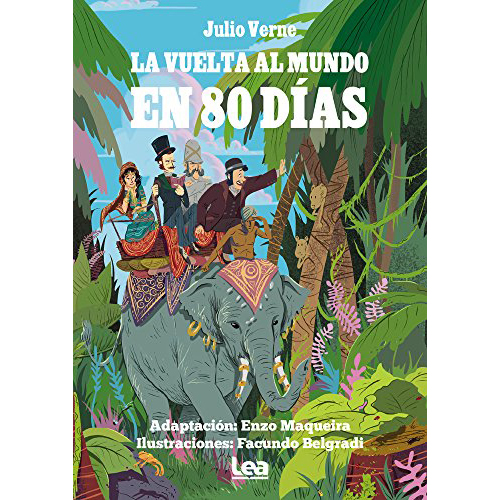 Julio Verne
LA VUELTA AL MUNDO
EN 80 DÍAS
Adaptación: Enzo Maqueira
Ilustraciones: Facundo Belgradi
Lea